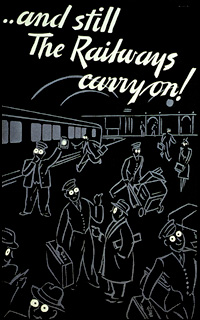 ..and still
The Railways
carry on!